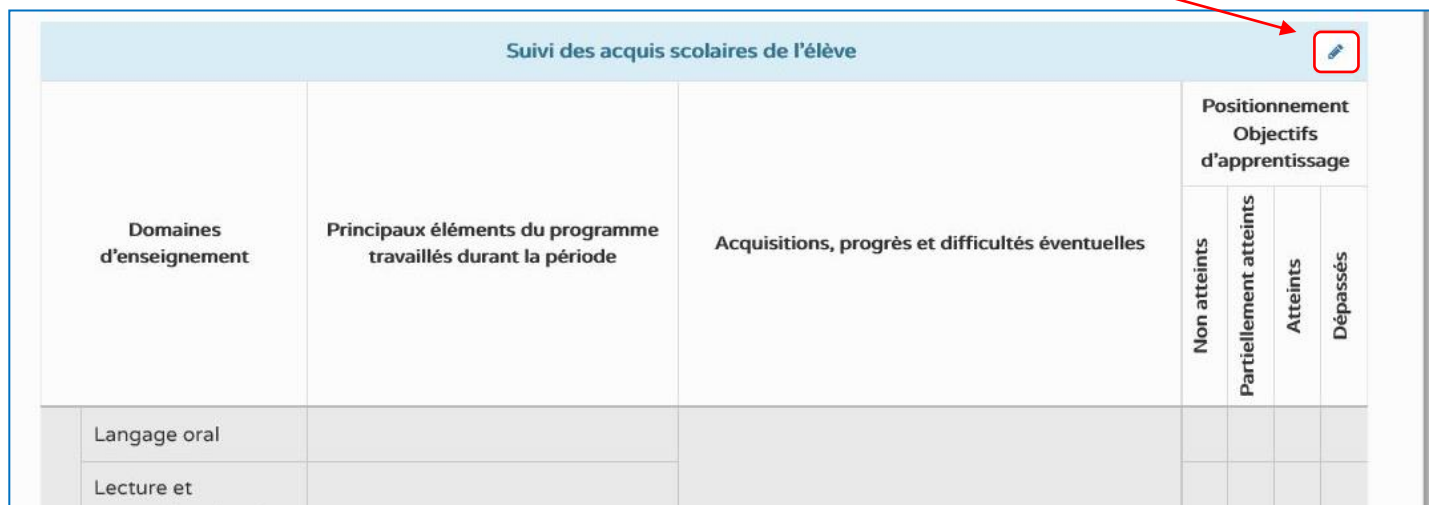 Suivi des acquis scolaires de l'élève
Positionnement
Objectifs
d'apprentissage
Domaines
d'enseignement
Principaux éléments du programme
travaillés durant la période
Acquisitions, progrès et difficultés éventuelles
Non atteints
Partiellement atteints
Atteints
Dépassés
Langage oral
Lecture et